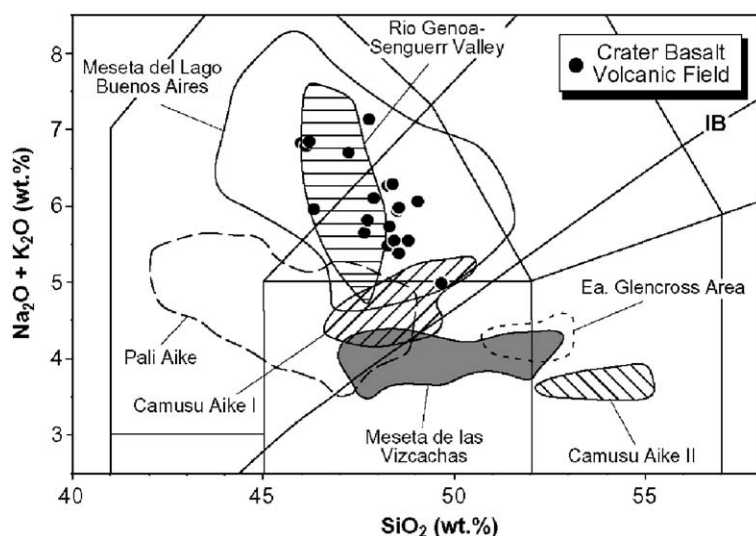 8
7
6
5
4
3
Na₂O + K₂O (wt.%)
Meseta del Lago
Buenos Aires
Rio Genoa-
Senguerr Valley
Crater Basalt
Volcanic Field
IB
Ea. Glencross Area
Pali Aike
Camusu Aike I
Meseta de las
Vizcachas
Camusu Aike II
40
45
50
55
SiO₂ (wt.%)